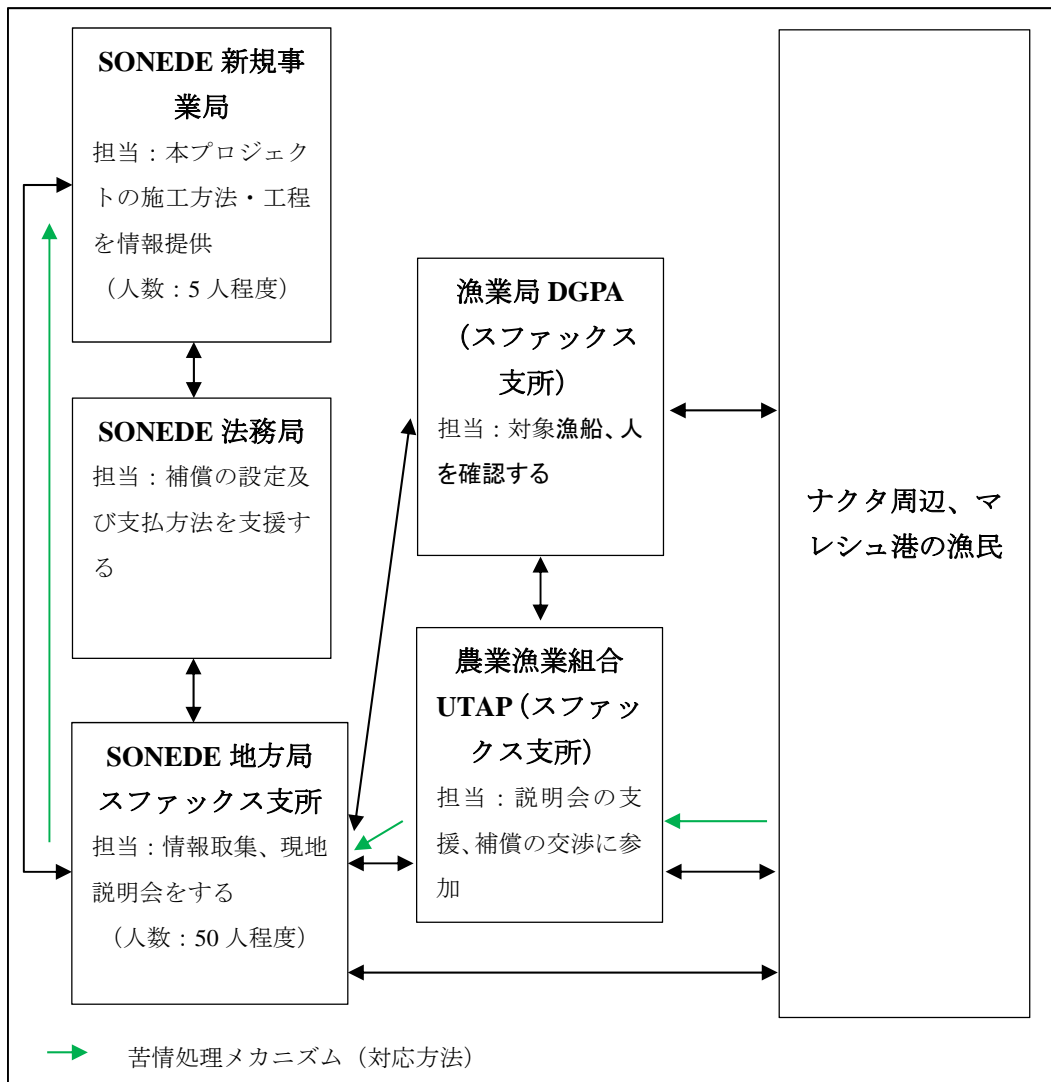 SONEDE 新規事
業局
担当：本プロジェク
トの施工方法・工程
を情報提供
（人数：5 人程度）
SONEDE 法務局
担当：補償の設定及
び支払方法を支援す
る
SONEDE 地方局
スファックス支所
担当：情報取集、現地
説明会をする
（人数：50 人程度）
漁業局 DGPA
（スファックス
支所）
担当：対象漁船、人
を確認する
農業漁業組合
UTAP（スファッ
クス支所）
担当：説明会の支
援、補償の交渉に参
加
ナクタ周辺、マ
レシュ港の漁民
苦情処理メカニズム（対応方法）